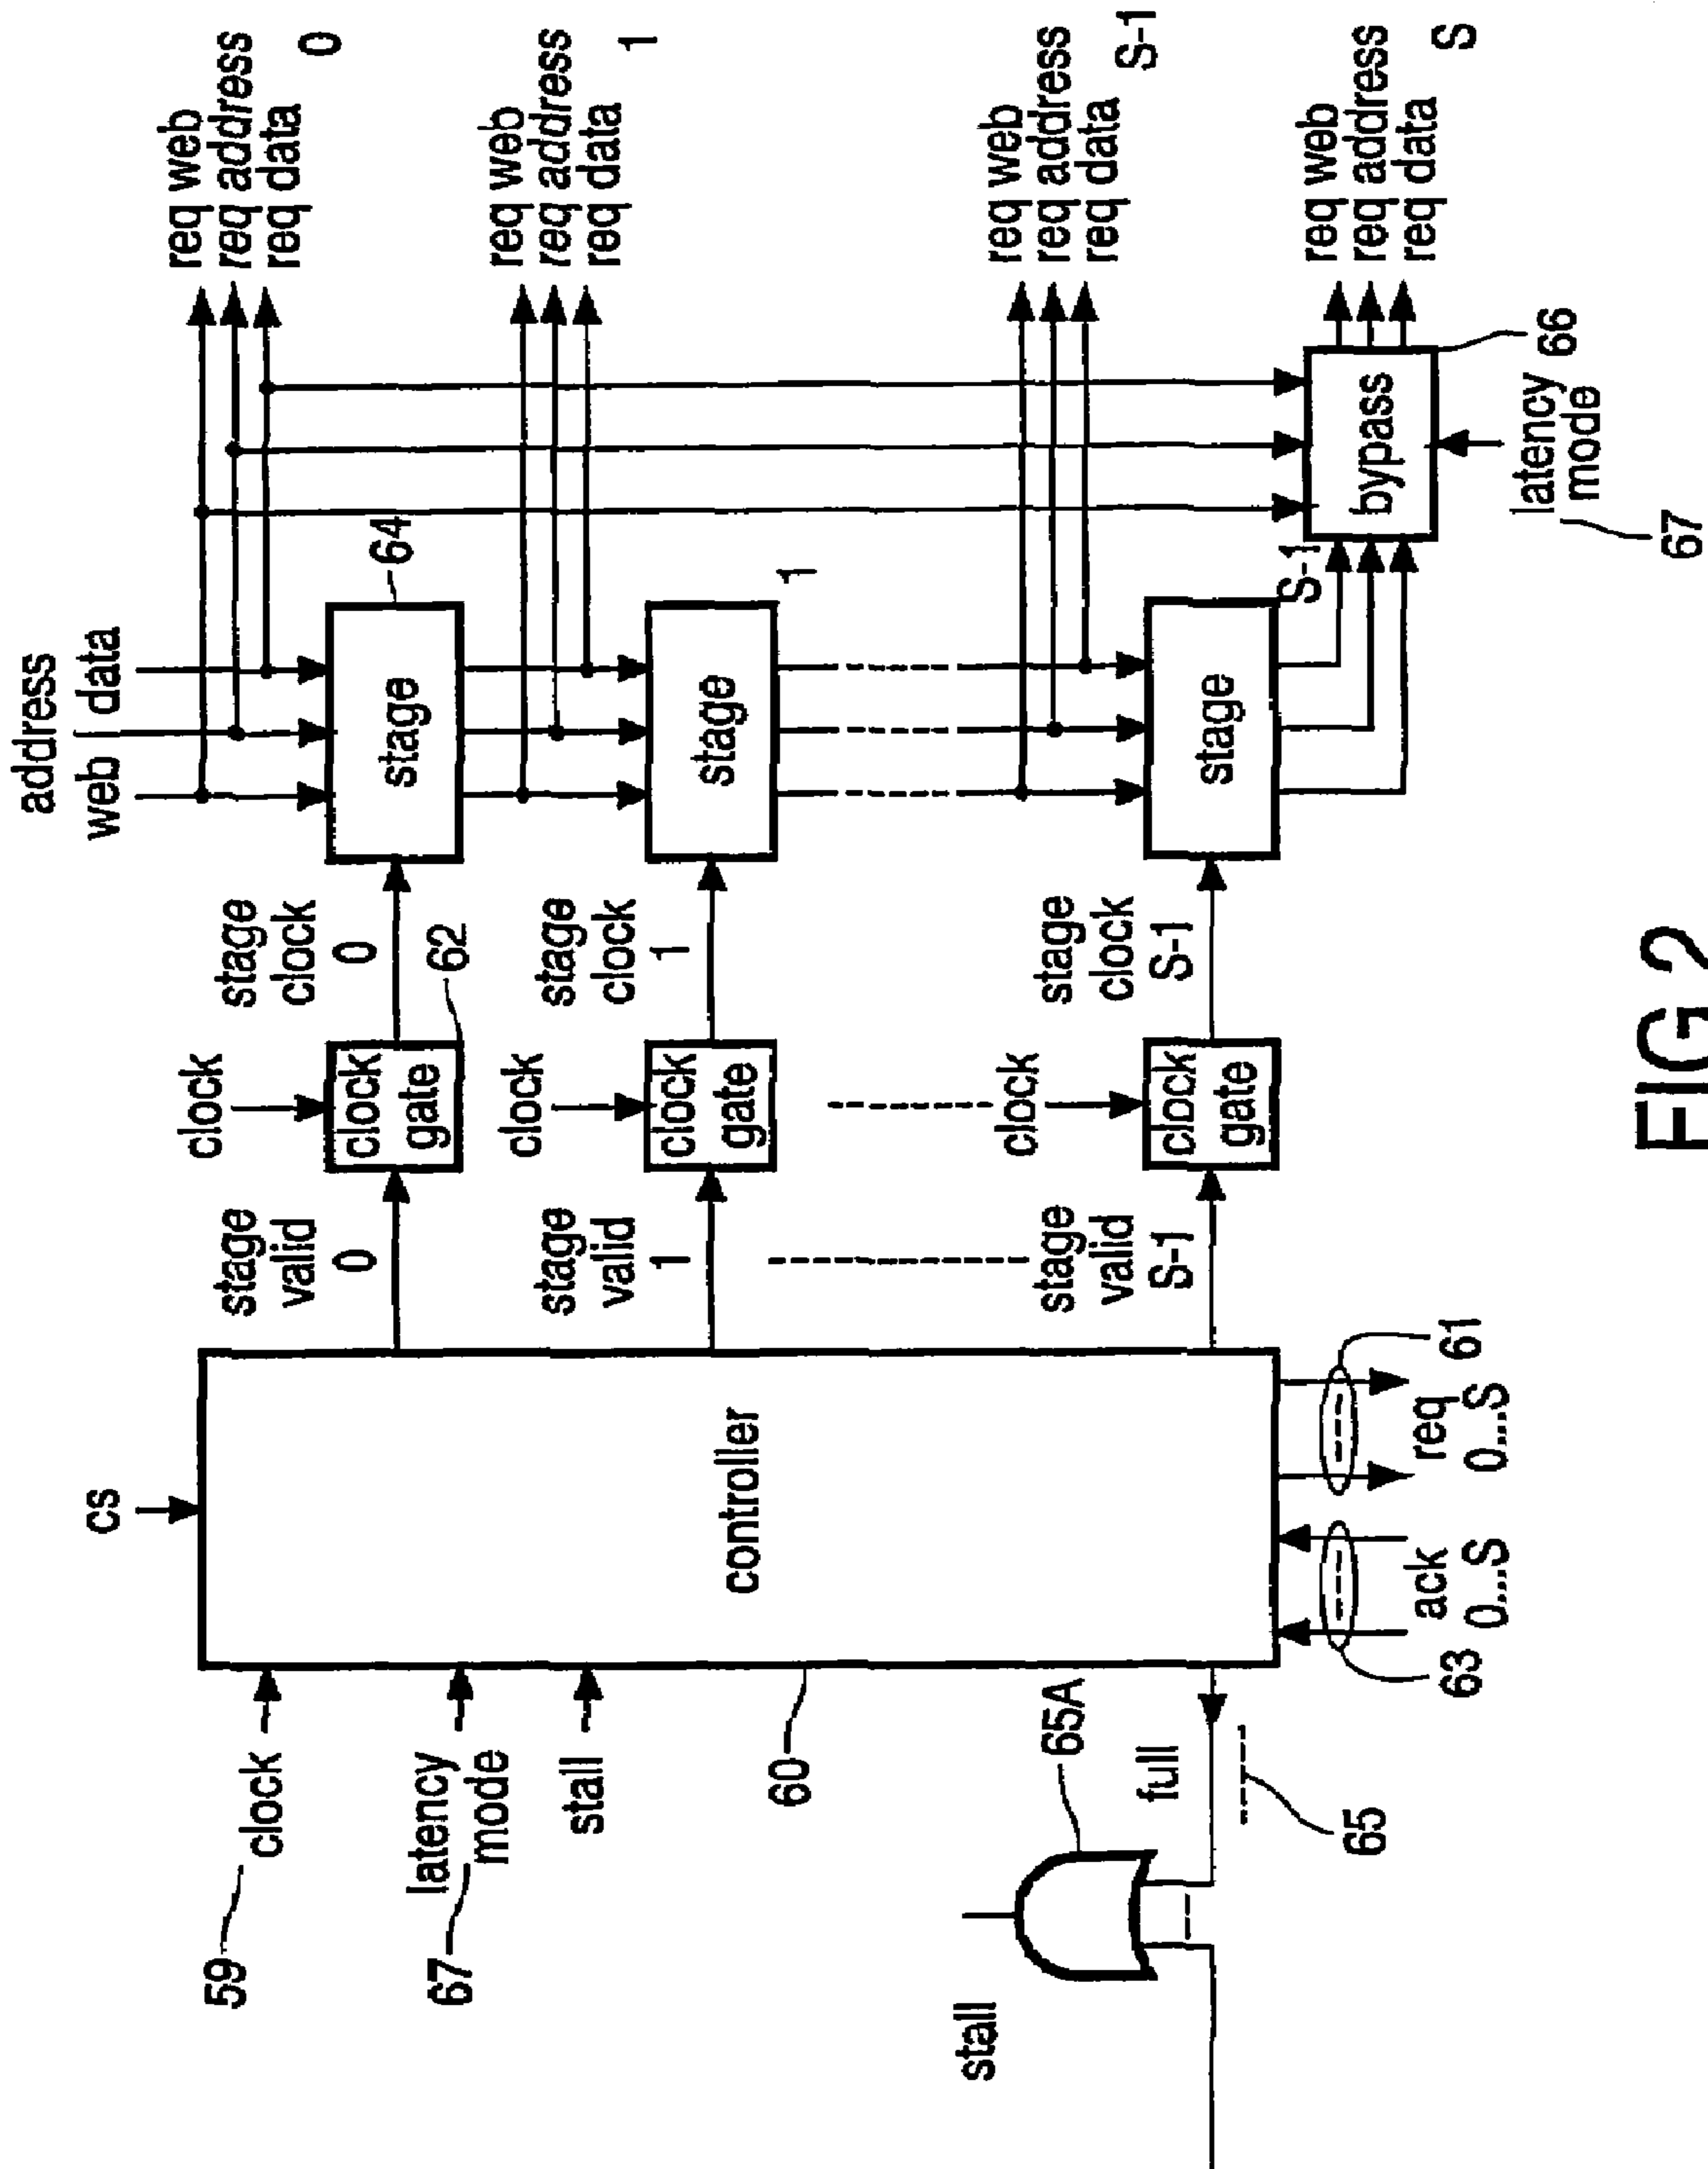 59
clock
67
latency
mode
stall
60
65A
full
65
stall
cs
controller
63
ack
0...S
req
0...S
61
stage
valid
0
stage
valid
1
stage
valid
S-1
clock
clock
gate
62
clock
clock
gate
clock
clock
gate
stage
clock
0
stage
clock
1
stage
clock
S-1
address
web
data
stage
64
stage
1
stage
S-1
bypass
66
latency
mode
67
req web
req address
req data
0
req web
req address
req data
1
req web
req address
req data
S-1
req web
req address
req data
S
FIG 2